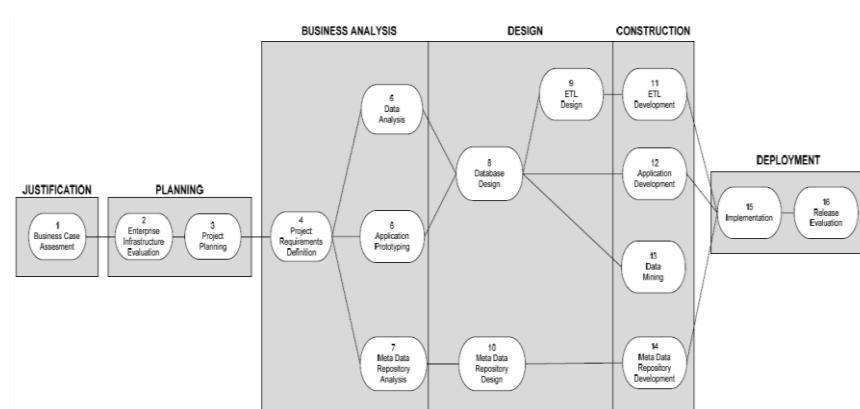 BUSINESS ANALYSIS
DESIGN
CONSTRUCTION
JUSTIFICATION
PLANNING
DEPLOYMENT
1
Business Case
Assesment
2
Enterprise
Infrastructure
Evaluation
3
Project
Planning
4
Project
Requirements
Definition
5
Data
Analysis
6
Application
Prototyping
7
Meta Data
Repository
Analysis
8
Database
Design
9
ETL
Design
10
Meta Data
Repository
Design
11
ETL
Development
12
Application
Development
13
Data
Mining
14
Meta Data
Repository
Development
15
Implementation
16
Release
Evaluation